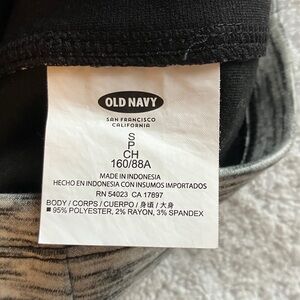 OLD NAVY
SAN FRANCISCO
CALIFORNIA
S
P
CH
160/88A
MADE IN INDONESIA
HECHO EN INDONESIA CON INSUMOS IMPORTADOS
RN 54023 CA 17897
BODY / CORPS / CUERPO / 身頃 / 大身
■ 95% POLYESTER, 2% RAYON, 3% SPANDEX